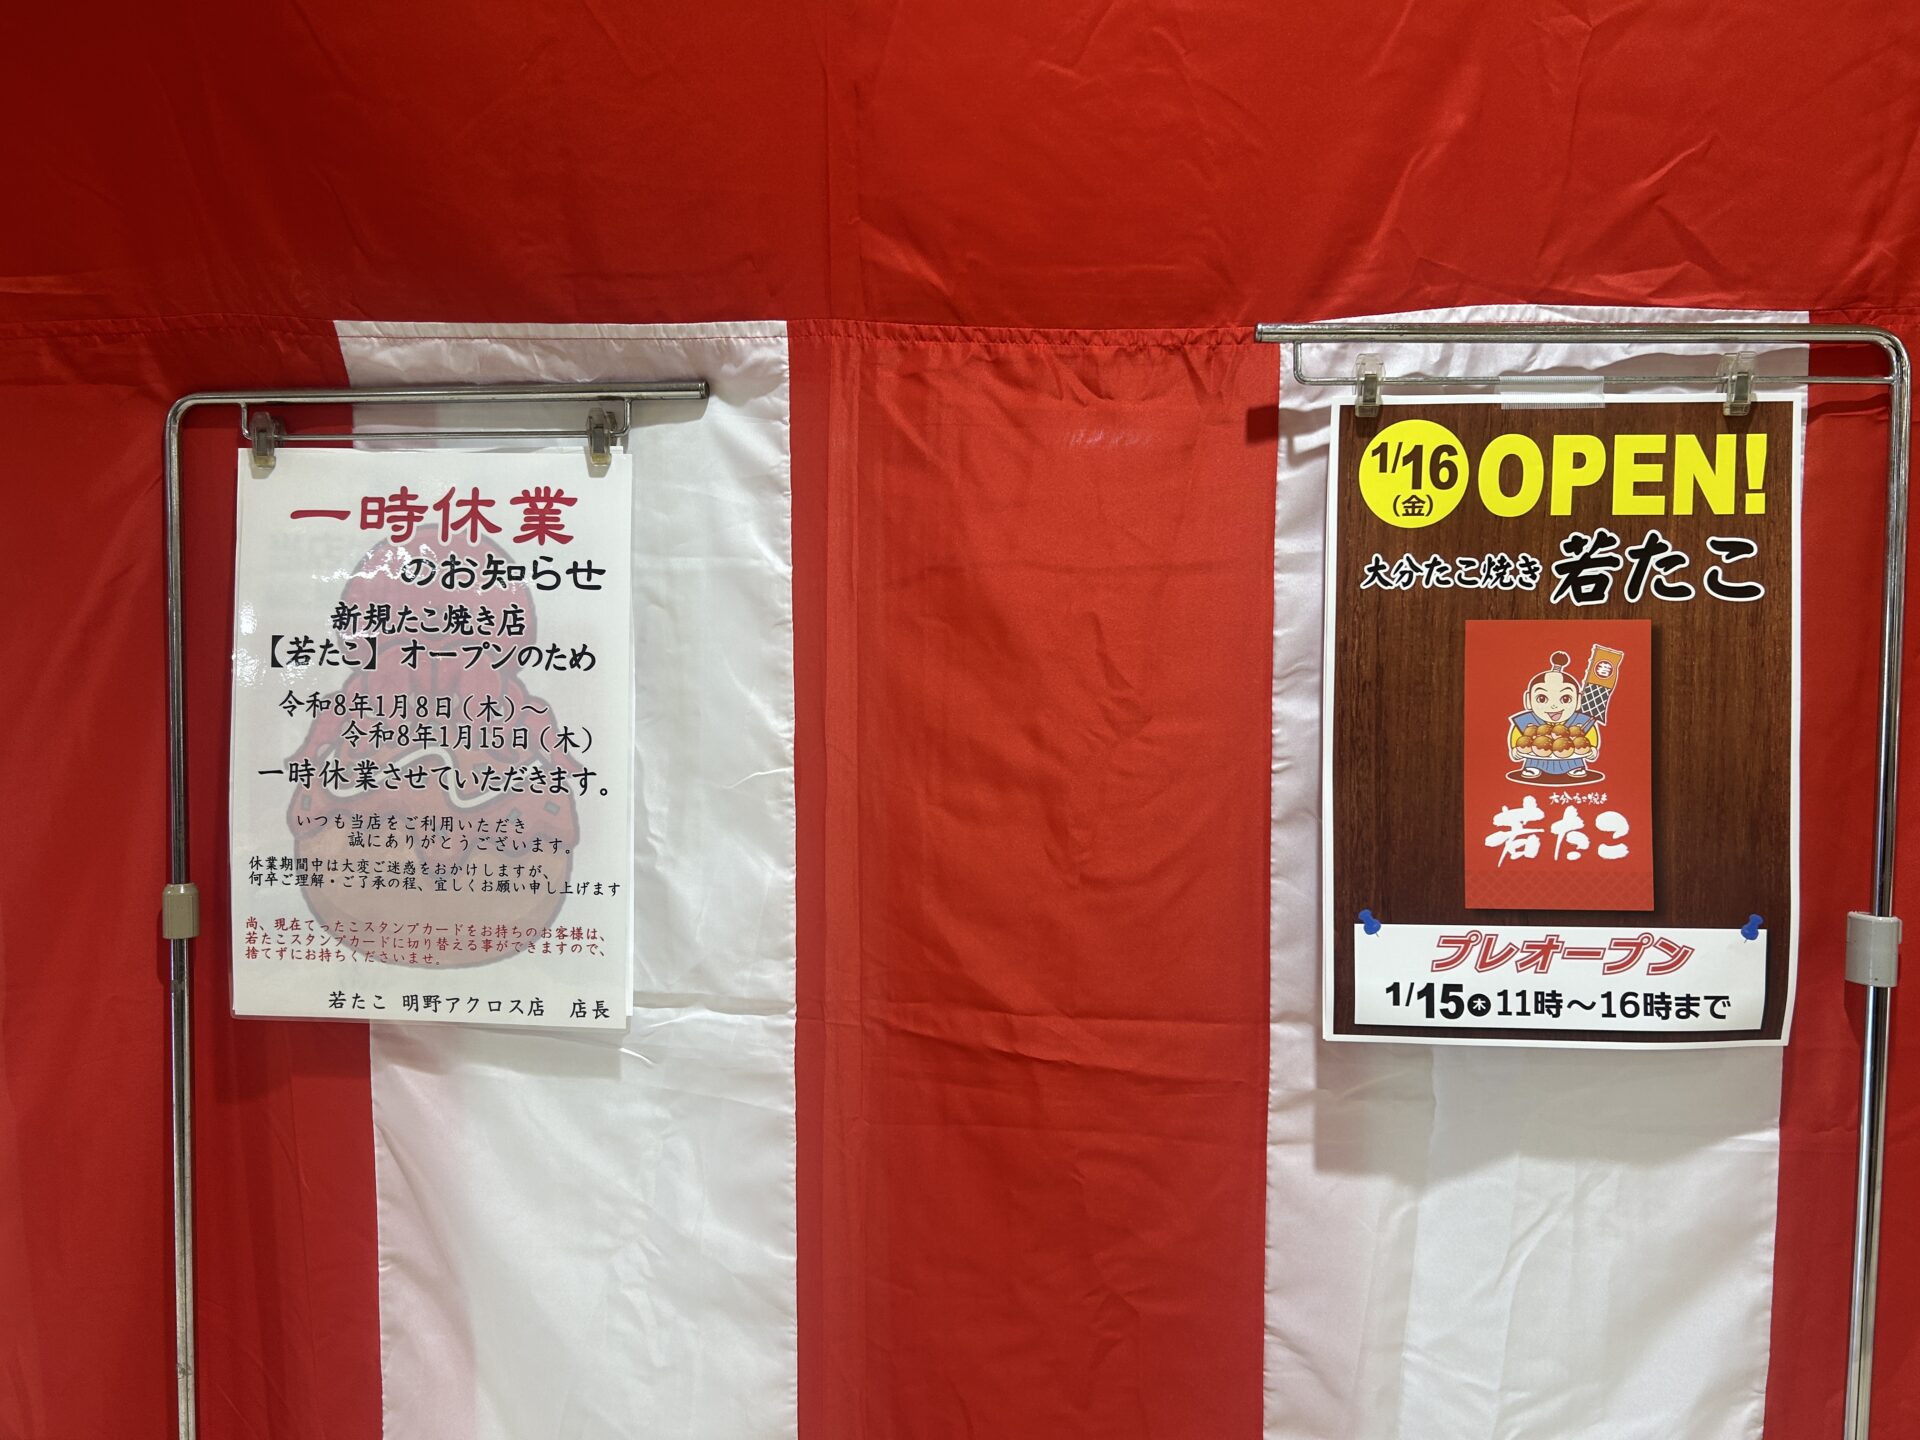 一時休業
のお知らせ
新規たこ焼き店
【若たこ】オープンのため
令和8年1月8日（木）～
令和8年1月15日（木）
一時休業させていただきます。
いつも当店をご利用いただき
誠にありがとうございます。
休業期間中は大変ご迷惑をおかけしますが、
何卒ご理解・ご了承の程、宜しくお願い申し上げます
尚、現在てったこスタンプカードをお持ちのお客様は、
若たこスタンプカードに切り替える事ができますので、
捨てずにお持ちくださいませ。
若たこ 明野アクロス店 店長
1/16
(金)
OPEN!
大分たこ焼き 若たこ
若
大分たこ焼き
若たこ
プレオープン
1/15木11時～16時まで